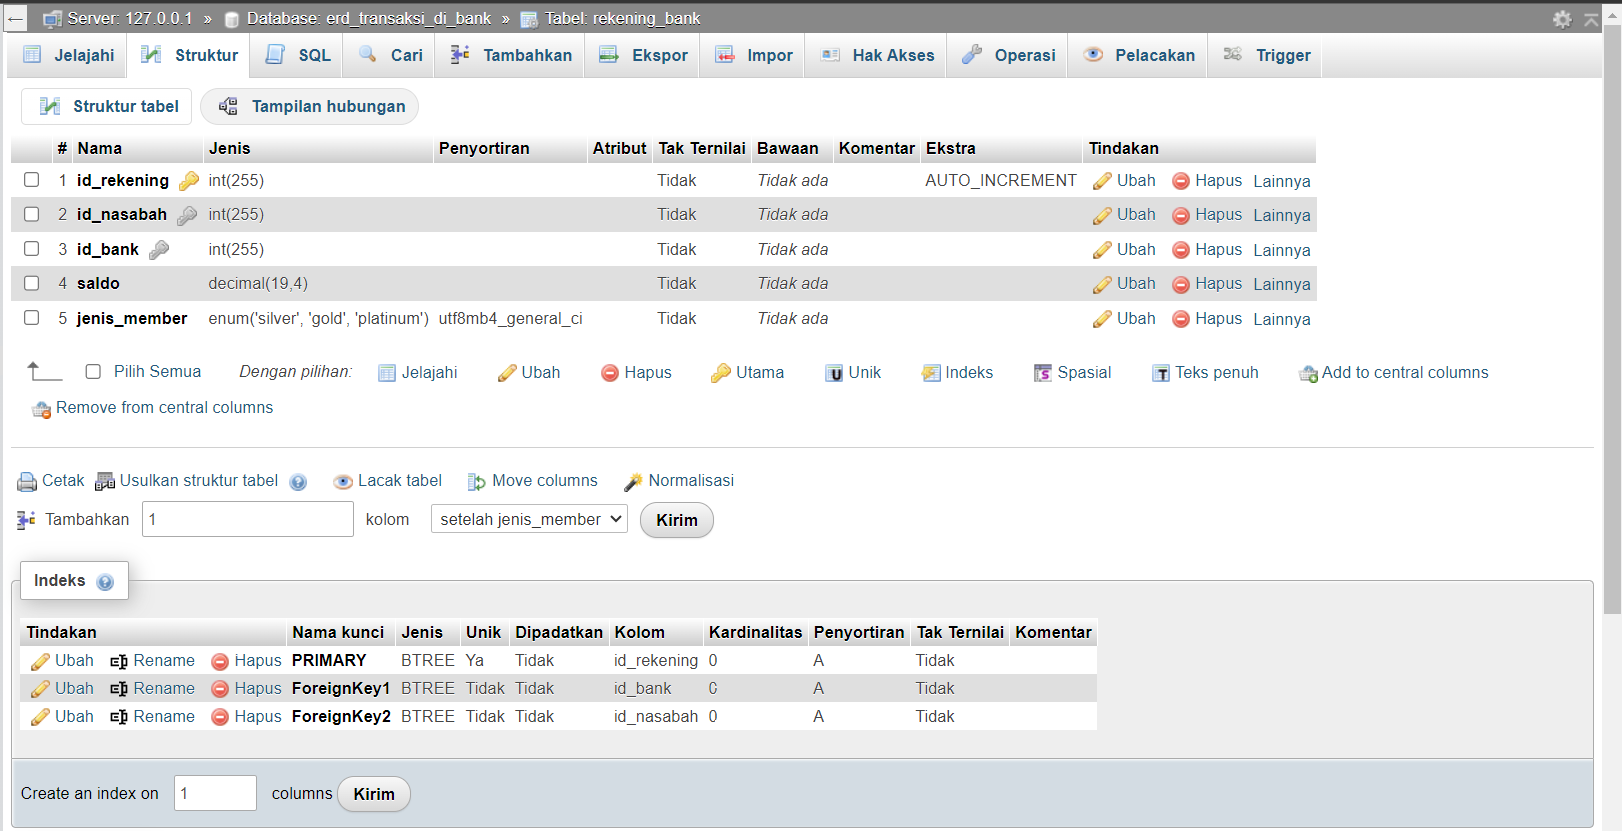 Server: 127.0.0.1 » Database: erd_transaksi_di_bank » Tabel: rekening_bank
Jelajahi Struktur SQL Cari Tambahkan Ekspor Impor Hak Akses Operasi Pelacakan Trigger
Struktur tabel Tampilan hubungan
# Nama Jenis Penyortiran Atribut Tak Ternilai Bawaan Komentar Ekstra Tindakan
1 id_rekening int(255) Tidak Tidak ada AUTO_INCREMENT Ubah Hapus Lainnya
2 id_nasabah int(255) Tidak Tidak ada Ubah Hapus Lainnya
3 id_bank int(255) Tidak Tidak ada Ubah Hapus Lainnya
4 saldo decimal(19,4) Tidak Tidak ada Ubah Hapus Lainnya
5 jenis_member enum('silver', 'gold', 'platinum') utf8mb4_general_ci Tidak Tidak ada Ubah Hapus Lainnya
Pilih Semua Dengan pilihan: Jelajahi Ubah Hapus Utama Unik Indeks Spasial Teks penuh Add to central columns
Remove from central columns
Cetak Usulkan struktur tabel Lacak tabel Move columns Normalisasi
Tambahkan 1 kolom setelah jenis_member Kirim
Indeks
Tindakan Nama kunci Jenis Unik Dipadatkan Kolom Kardinalitas Penyortiran Tak Ternilai Komentar
Ubah Rename Hapus PRIMARY BTREE Ya Tidak id_rekening 0 A Tidak
Ubah Rename Hapus ForeignKey1 BTREE Tidak Tidak id_bank 0 A Tidak
Ubah Rename Hapus ForeignKey2 BTREE Tidak Tidak id_nasabah 0 A Tidak
Create an index on 1 columns Kirim